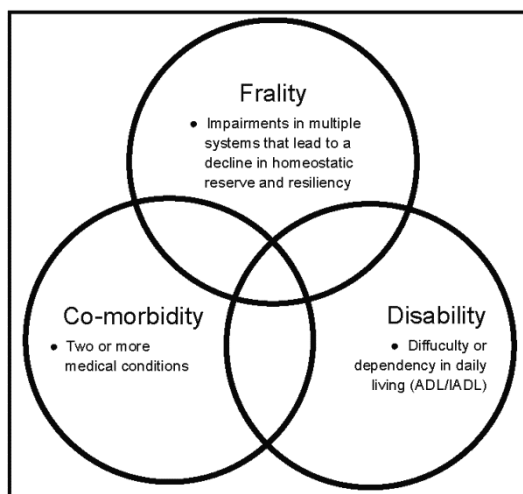 Frality
● Impairments in multiple
systems that lead to a
decline in homeostatic
reserve and resiliency
Co-morbidity
● Two or more
medical conditions
Disability
● Diffuculty or
dependency in daily
living (ADL/IADL)